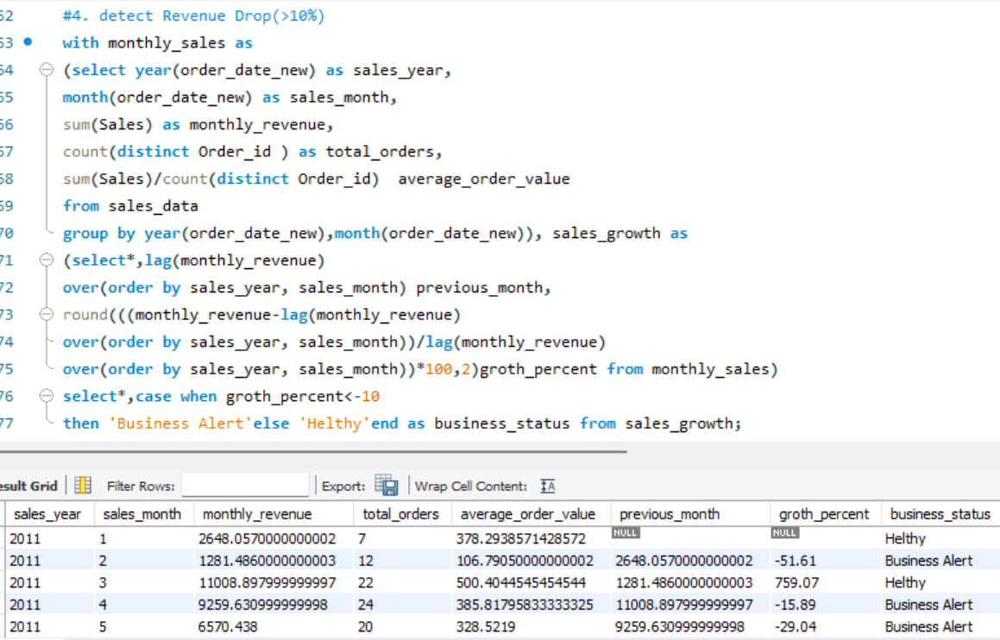 52 #4. detect Revenue Drop(>10%)
53 with monthly_sales as
54 (select year(order_date_new) as sales_year,
55 month(order_date_new) as sales_month,
56 sum(Sales) as monthly_revenue,
57 count(distinct Order_id ) as total_orders,
58 sum(Sales)/count(distinct Order_id)  average_order_value
59 from sales_data
70 group by year(order_date_new),month(order_date_new)), sales_growth as
71 (select*,lag(monthly_revenue)
72 over(order by sales_year, sales_month) previous_month,
73 round(((monthly_revenue-lag(monthly_revenue)
74 over(order by sales_year, sales_month))/lag(monthly_revenue)
75 over(order by sales_year, sales_month))*100,2)groth_percent from monthly_sales)
76 select*,case when groth_percent<-10
77 then 'Business Alert'else 'Helthy'end as business_status from sales_growth;
esult Grid Filter Rows: Export: Wrap Cell Content: IA
sales_year sales_month monthly_revenue total_orders average_order_value previous_month groth_percent business_status
2011 1 2648.0570000000002 7 378.2938571428572 NULL NULL Helthy
2011 2 1281.4860000000003 12 106.79050000000002 2648.0570000000002 -51.61 Business Alert
2011 3 11008.897999999997 22 500.4044545454544 1281.4860000000003 759.07 Helthy
2011 4 9259.630999999998 24 385.81795833333325 11008.897999999997 -15.89 Business Alert
2011 5 6570.438 20 328.5219 9259.630999999998 -29.04 Business Alert